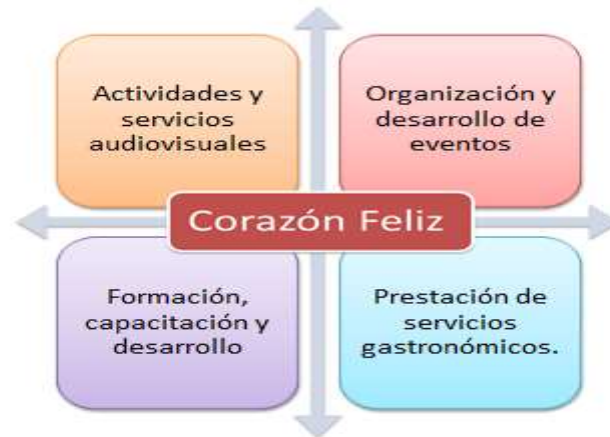 Actividades y
servicios
audiovisuales
Organización y
desarrollo de
eventos
Corazón Feliz
Formación,
capacitación y
desarrollo
Prestación de
servicios
gastronómicos.